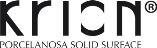 KRION®
PORCELANOSA SOLID SURFACE